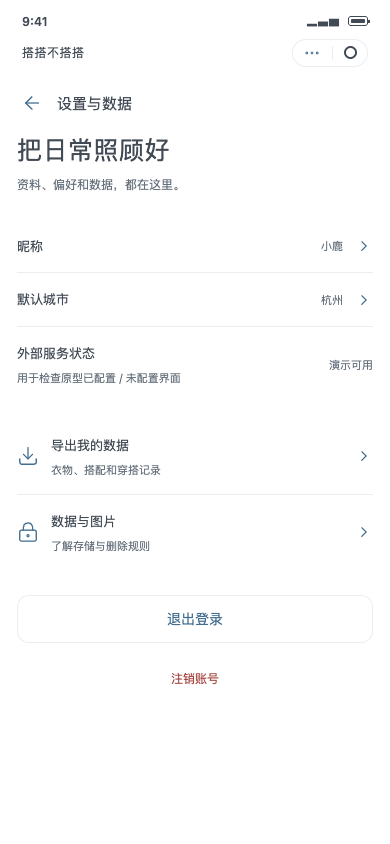 9:41
搭搭不搭搭
设置与数据
把日常照顾好
资料、偏好和数据，都在这里。
昵称 小鹿
默认城市 杭州
外部服务状态
用于检查原型已配置 / 未配置界面
演示可用
导出我的数据
衣物、搭配和穿搭记录
数据与图片
了解存储与删除规则
退出登录
注销账号